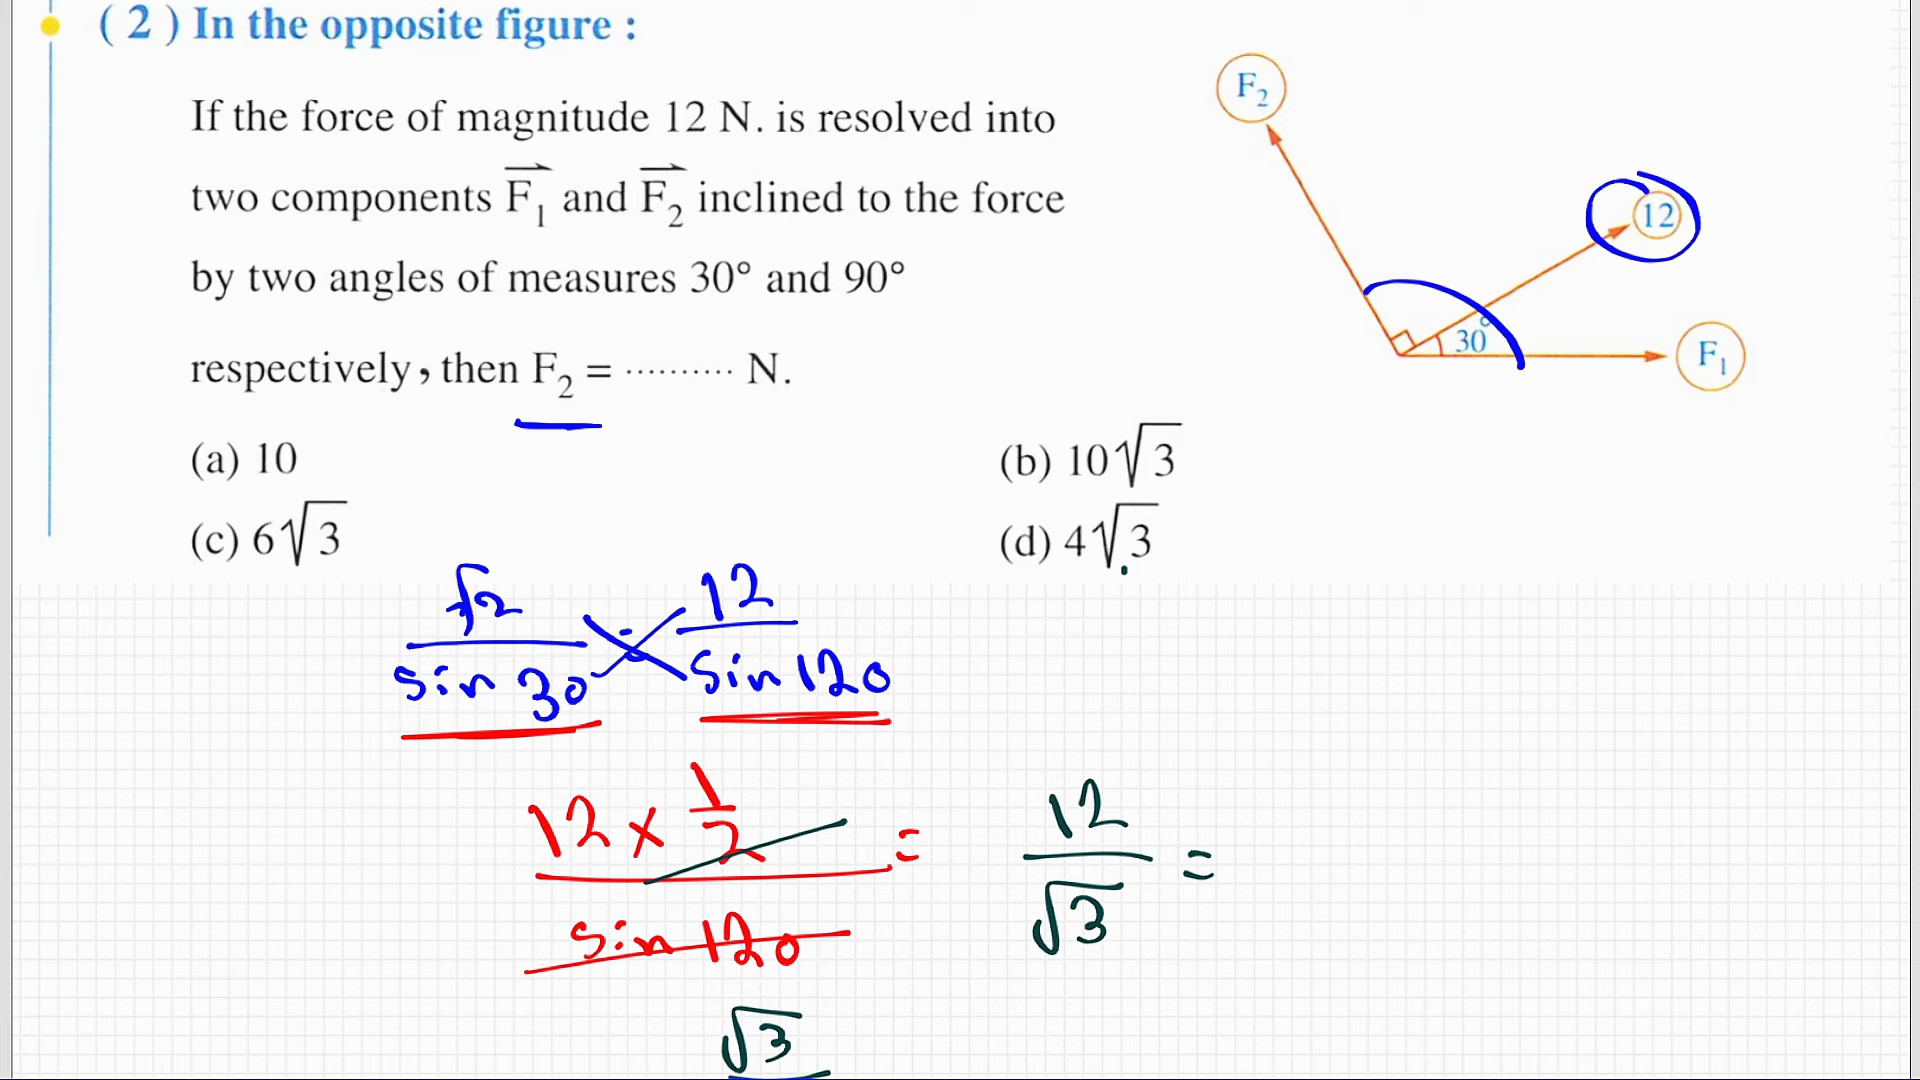 ( 2 ) In the opposite figure :
If the force of magnitude 12 N. is resolved into
two components F₁ and F₂ inclined to the force
by two angles of measures 30° and 90°
respectively, then F₂ = ·········· N.
(a) 10
(b) 10√3
(c) 6√3
(d) 4√3
F₂
12
30°
F₁
F2 / sin 30 = 12 / sin 120
12 × 1/2 / sin 120 = 12 / √3 =
√3